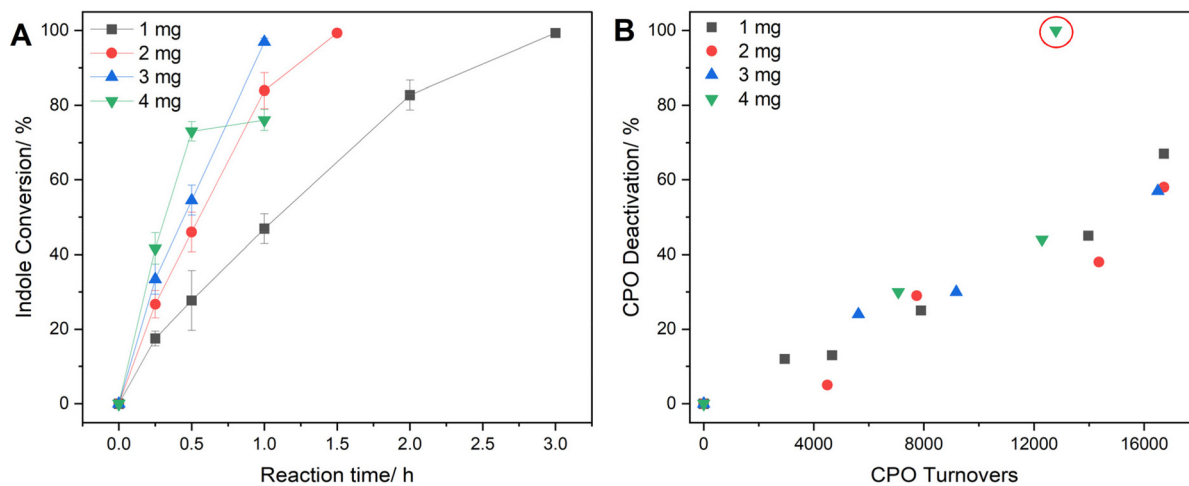 A
Indole Conversion/ %
100
80
60
40
20
0
1 mg
2 mg
3 mg
4 mg
0.0 0.5 1.0 1.5 2.0 2.5 3.0
Reaction time/ h
B
CPO Deactivation/ %
100
80
60
40
20
0
1 mg
2 mg
3 mg
4 mg
0 4000 8000 12000 16000
CPO Turnovers